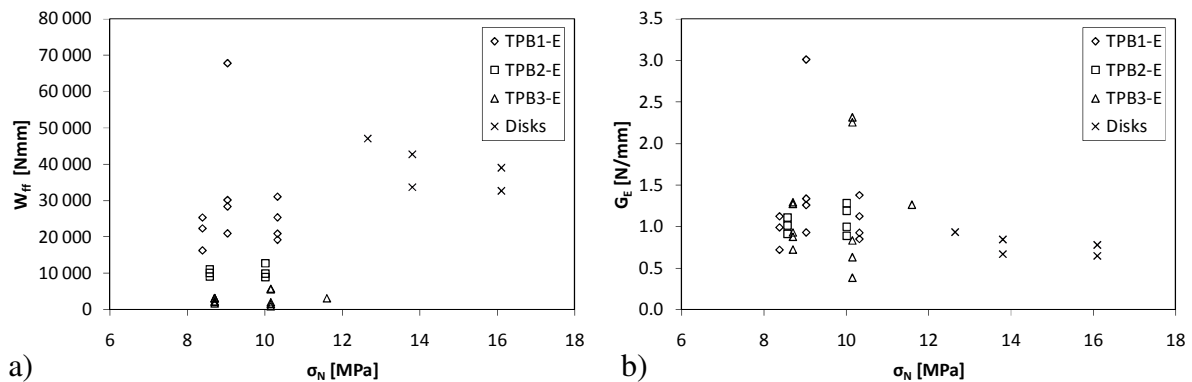 80 000
70 000
60 000
50 000
40 000
30 000
20 000
10 000
0
W_ff [Nmm]
6 8 10 12 14 16 18
σ_N [MPa]
TPB1-E
TPB2-E
TPB3-E
Disks
a)
3.5
3.0
2.5
2.0
1.5
1.0
0.5
0.0
G_E [N/mm]
6 8 10 12 14 16 18
σ_N [MPa]
TPB1-E
TPB2-E
TPB3-E
Disks
b)